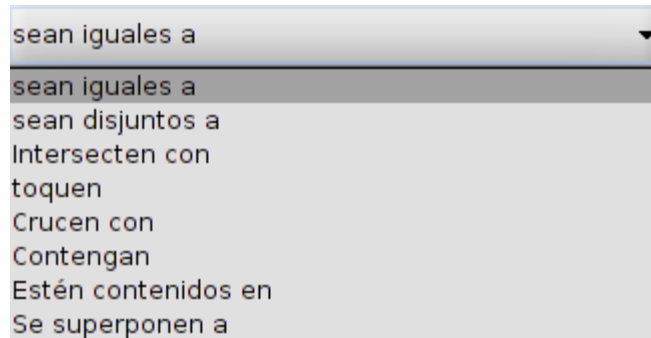 sean iguales a
sean iguales a
sean disjuntos a
Intersecten con
toquen
Crucen con
Contengan
Estén contenidos en
Se superponen a